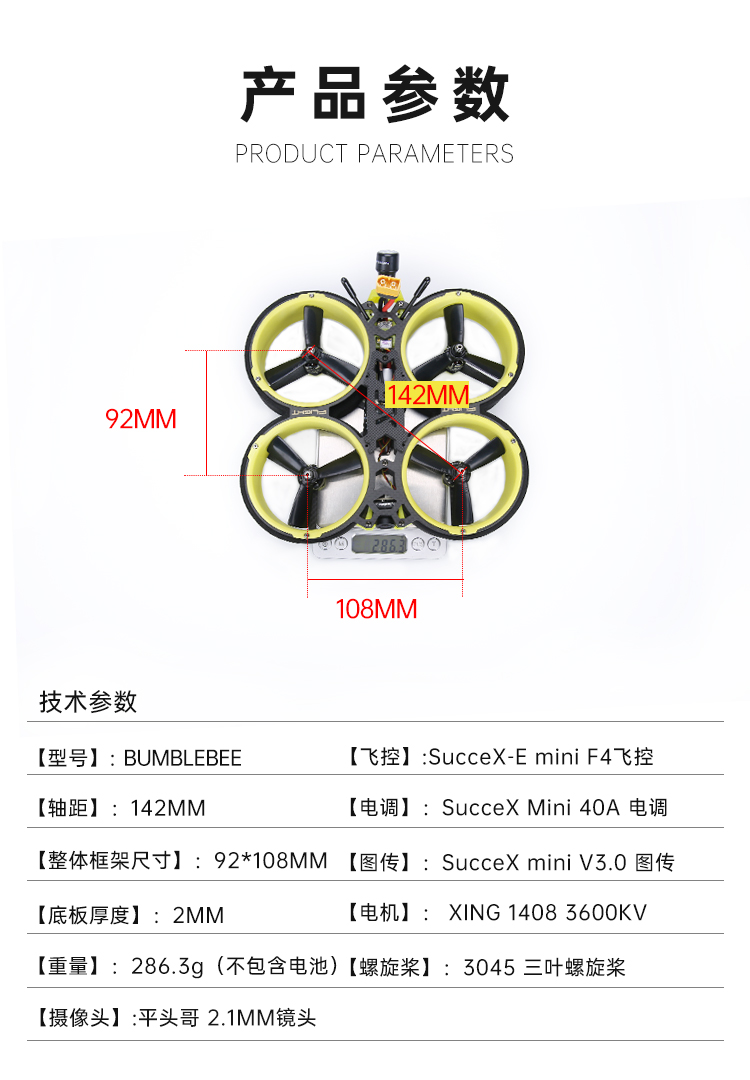 产品参数
PRODUCT PARAMETERS
142MM
92MM
FLIGHT
FLIGHT
286.3
108MM
技术参数
【型号】: BUMBLEBEE
【飞控】:SucceX-E mini F4飞控
【轴距】: 142MM
【电调】: SucceX Mini 40A 电调
【整体框架尺寸】: 92*108MM
【图传】: SucceX mini V3.0 图传
【底板厚度】: 2MM
【电机】: XING 1408 3600KV
【重量】: 286.3g（不包含电池）
【螺旋桨】: 3045 三叶螺旋桨
【摄像头】:平头哥 2.1MM镜头